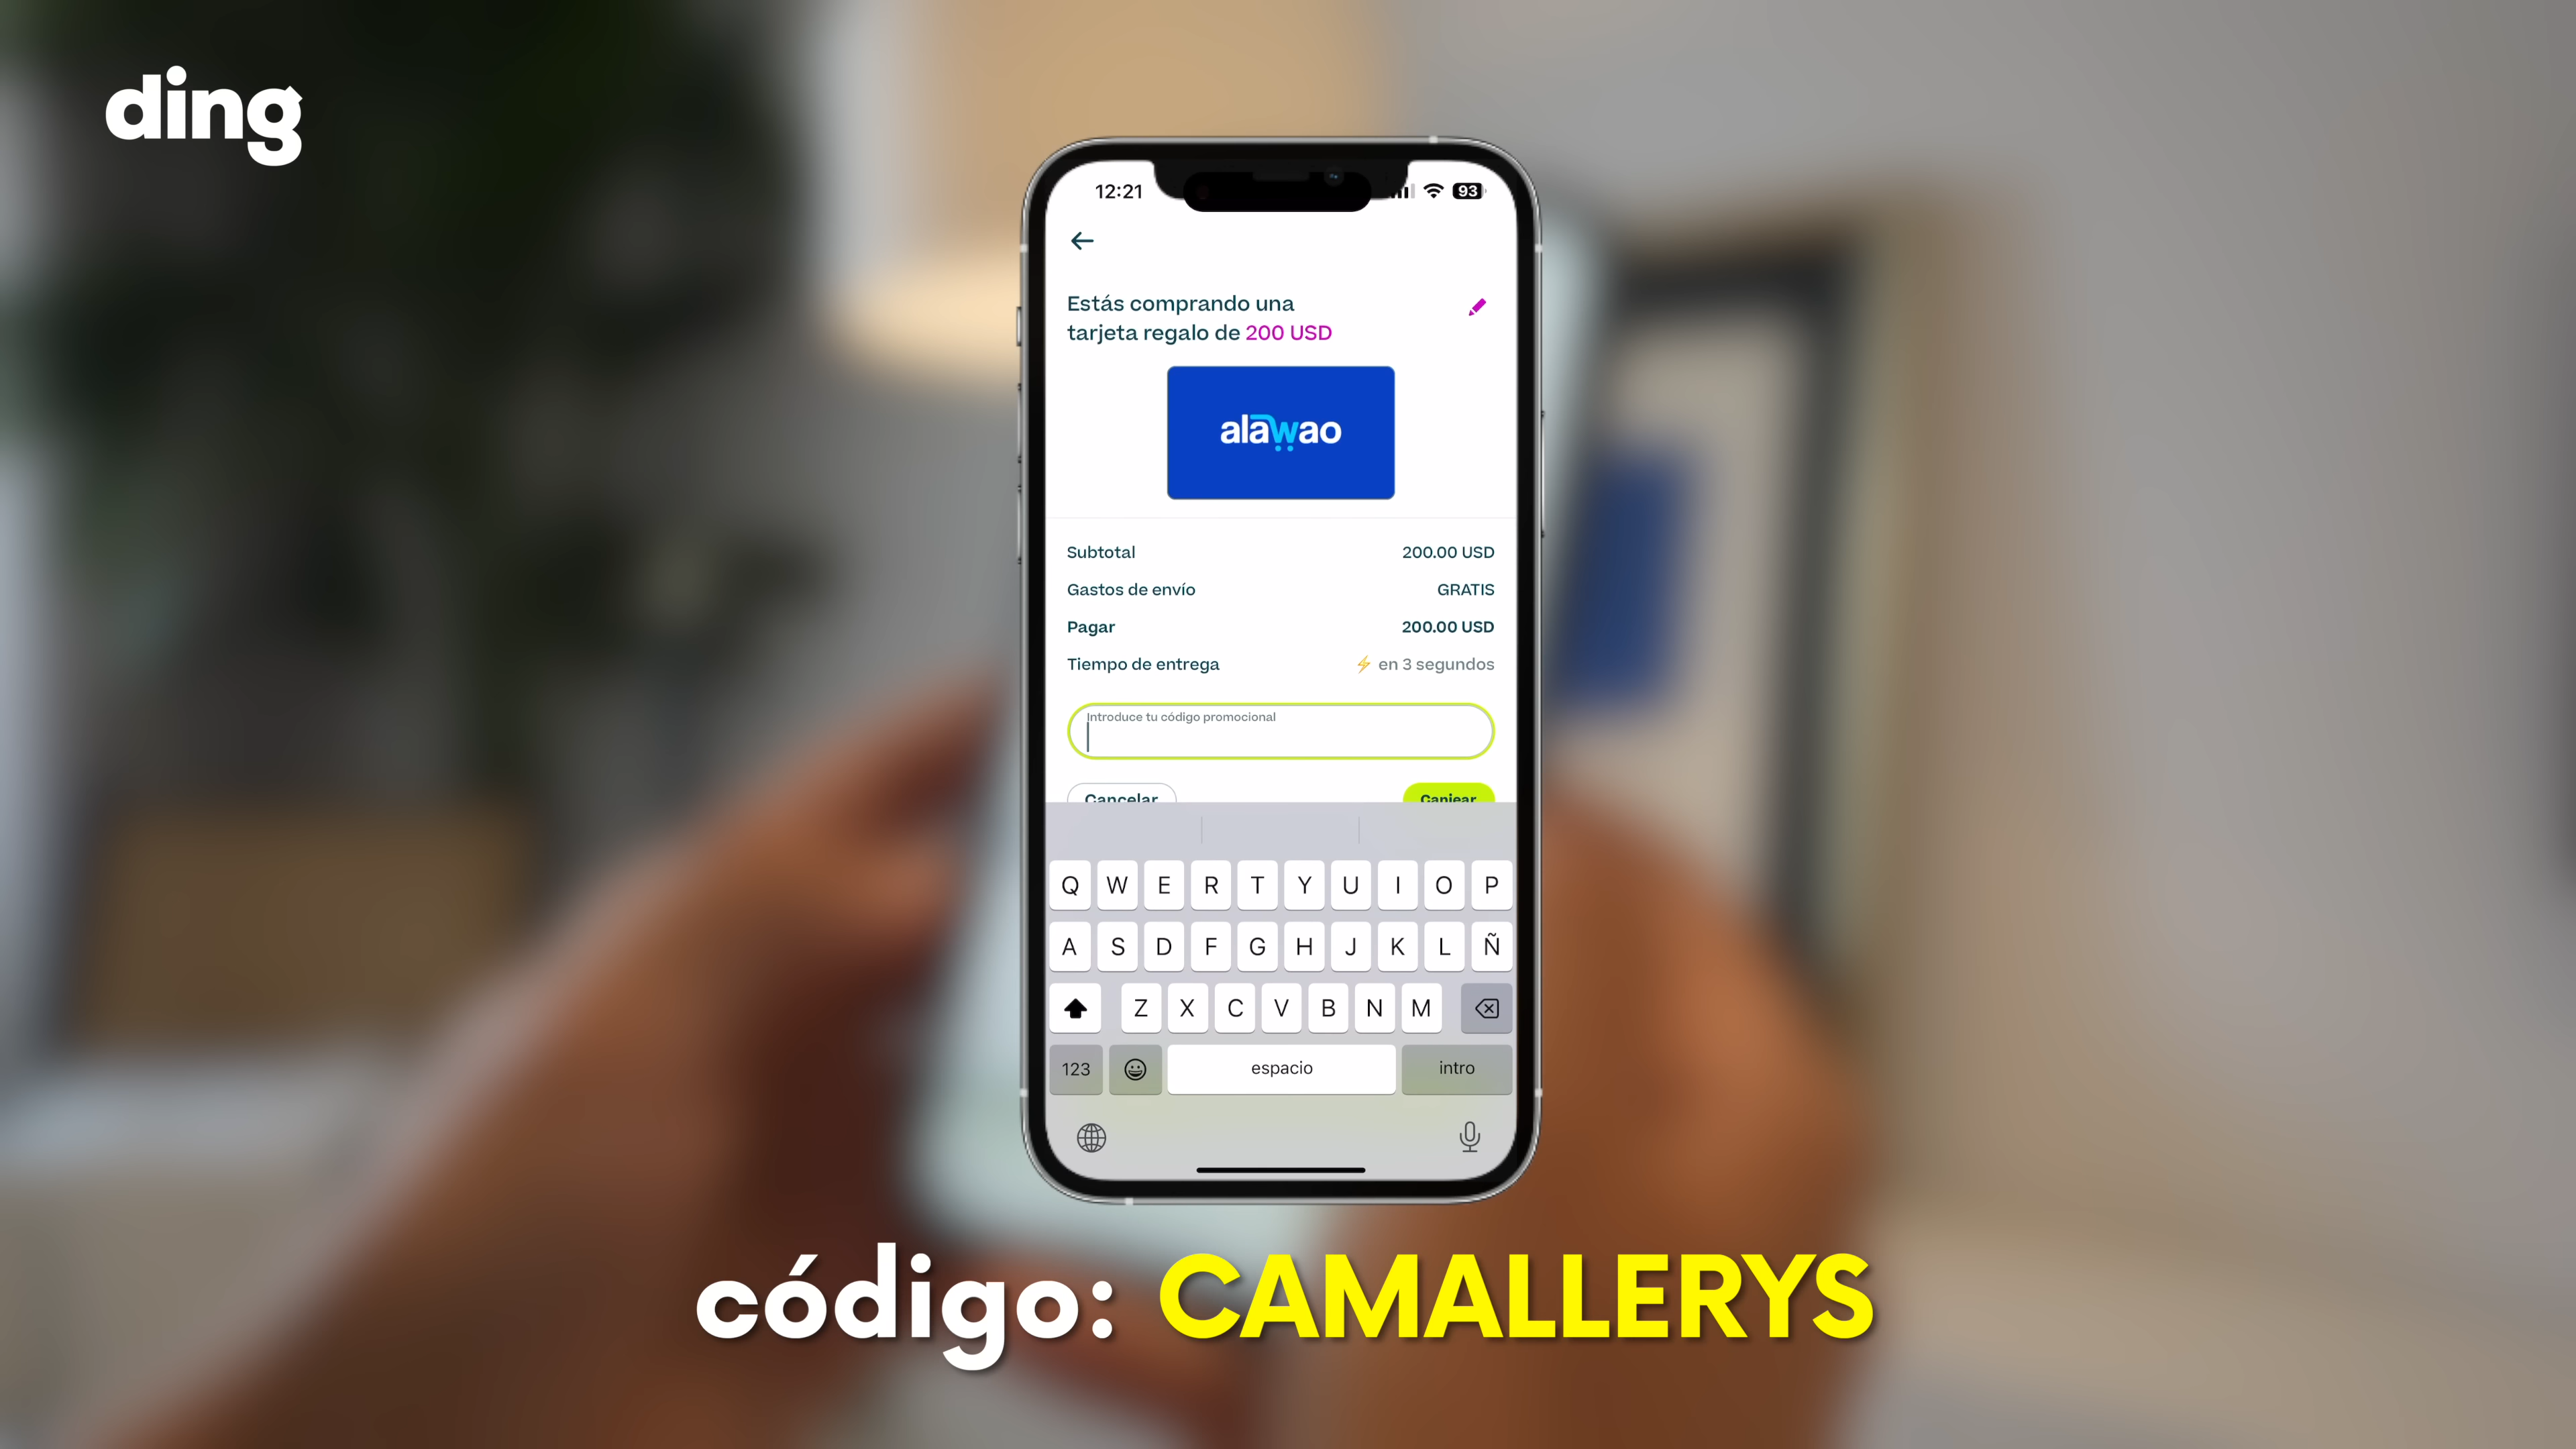 ding
12:21
93
Estás comprando una
tarjeta regalo de 200 USD
alawao
Subtotal 200.00 USD
Gastos de envío GRATIS
Pagar 200.00 USD
Tiempo de entrega ⚡ en 3 segundos
Introduce tu código promocional
Cancelar Canjear
Q W E R T Y U I O P
A S D F G H J K L Ñ
Z X C V B N M
123 espacio intro
código: CAMALLERYS